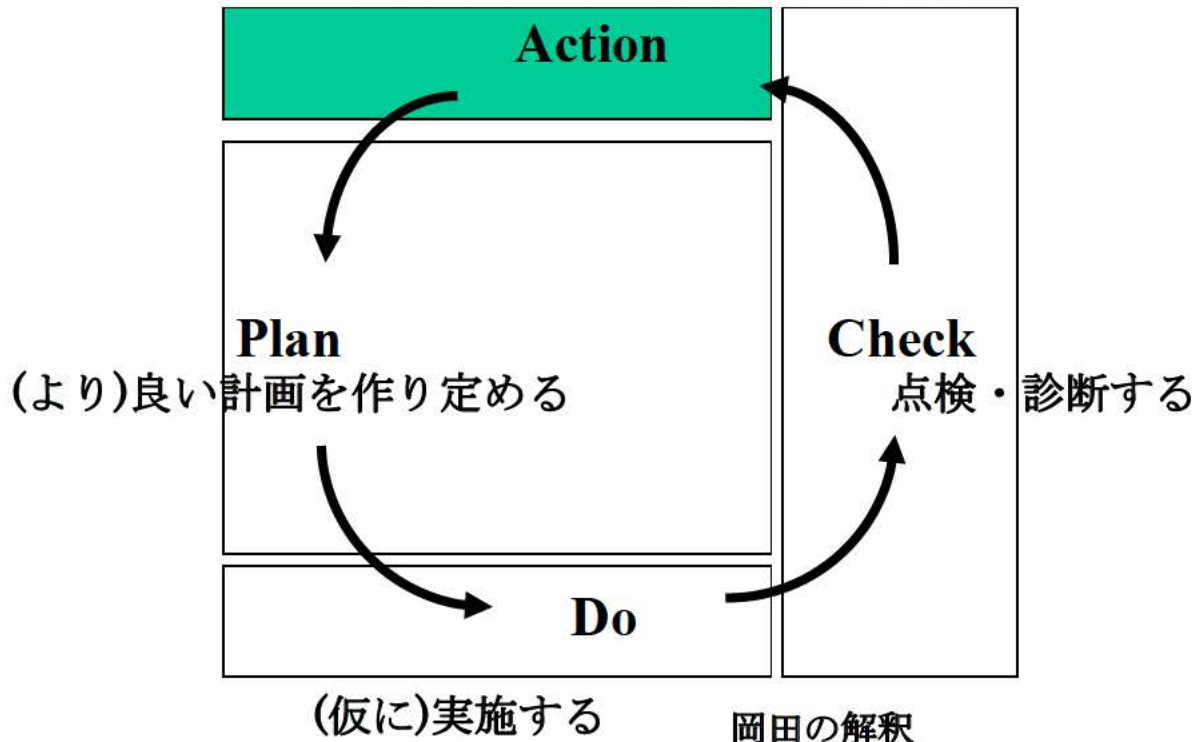 Action
Plan
(より)良い計画を作り定める
Check
点検・診断する
Do
(仮に)実施する
岡田の解釈